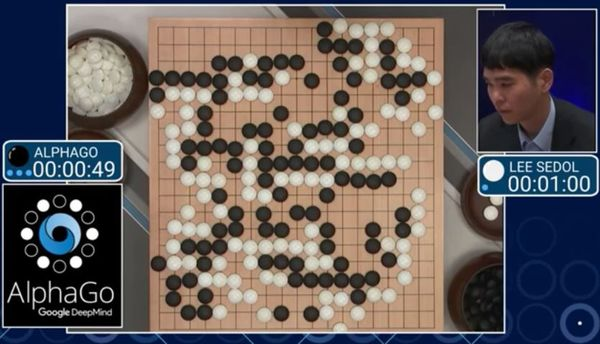 ALPHAGO
00:00:49
LEE SEDOL
00:01:00
AlphaGo
Google DeepMind